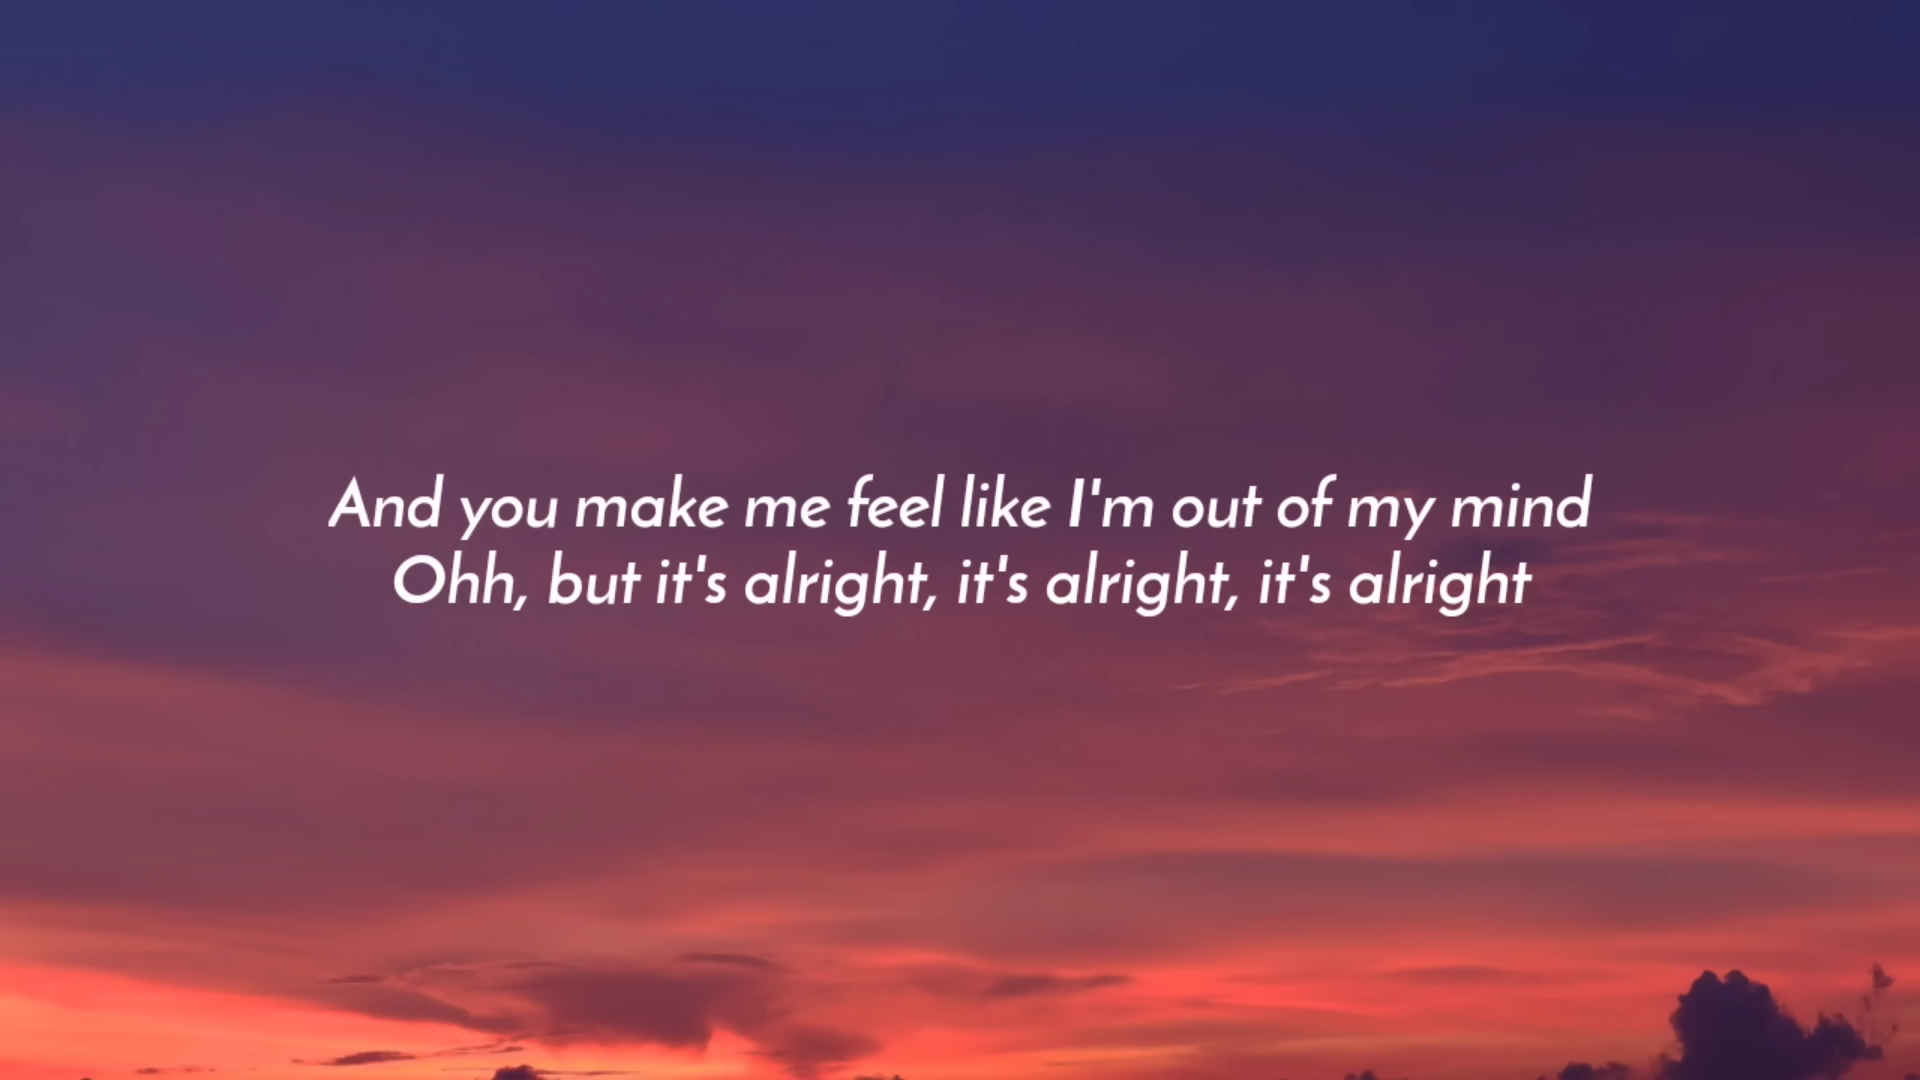 And you make me feel like I'm out of my mind
Ohh, but it's alright, it's alright, it's alright